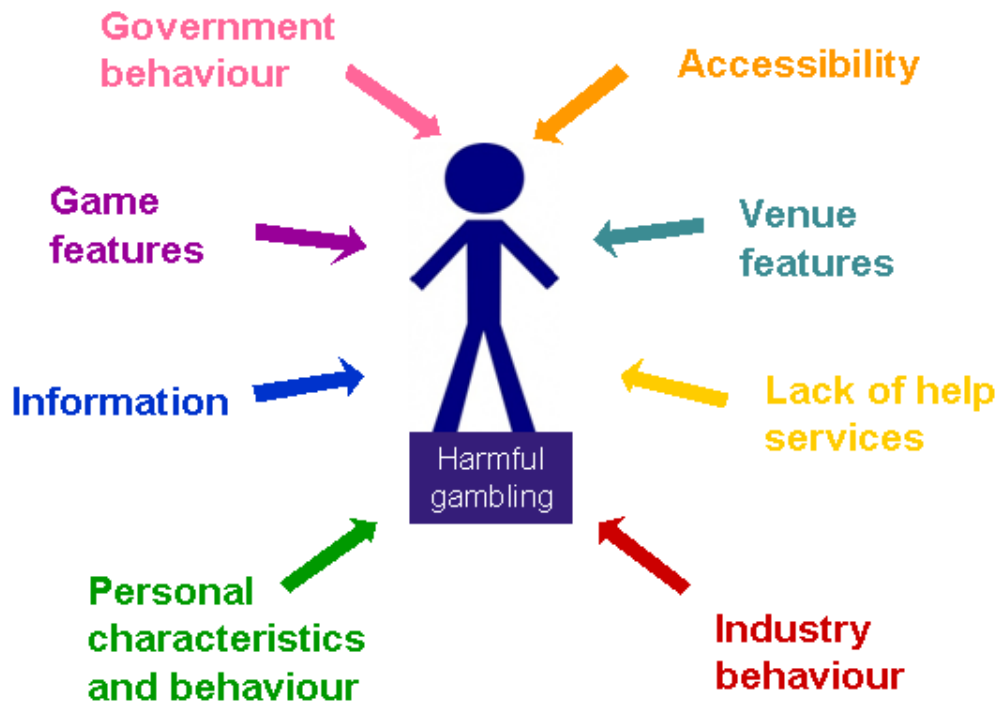 Government
behaviour
Accessibility
Game
features
Venue
features
Information
Lack of help
services
Harmful
gambling
Personal
characteristics
and behaviour
Industry
behaviour